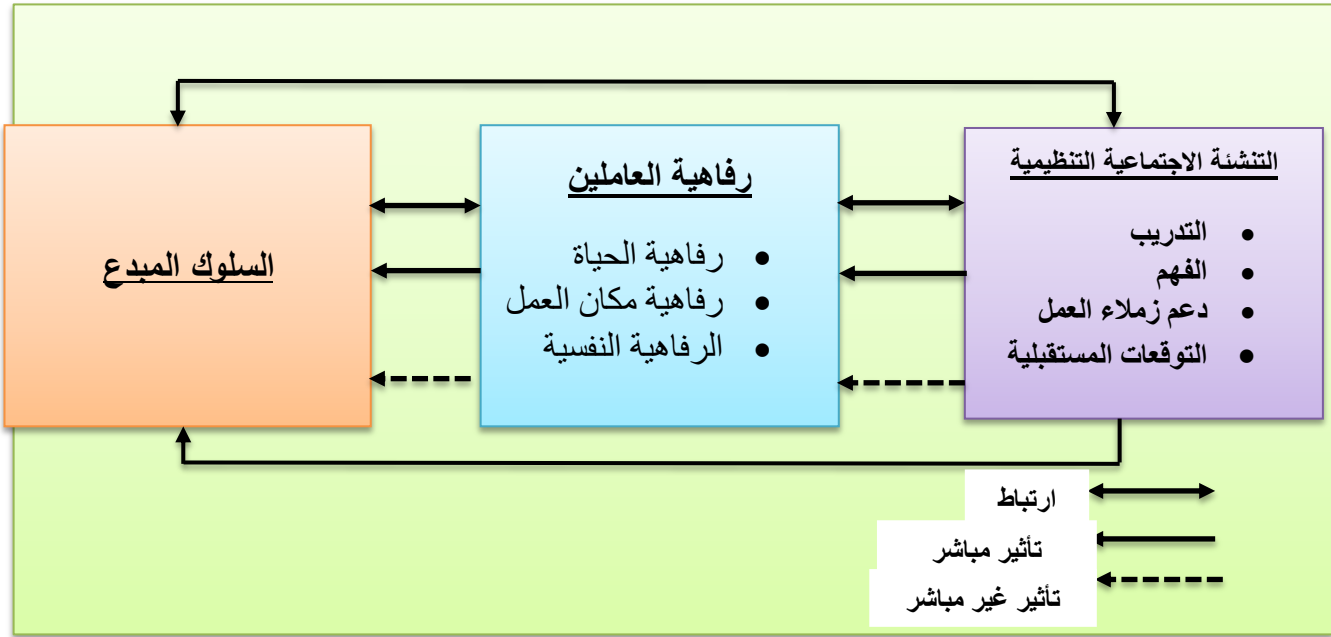 التنشئة الاجتماعية التنظيمية
• التدريب
• الفهم
• دعم زملاء العمل
• التوقعات المستقبلية
رفاهية العاملين
• رفاهية الحياة
• رفاهية مكان العمل
• الرفاهية النفسية
السلوك المبدع
ارتباط
تأثير مباشر
تأثير غير مباشر